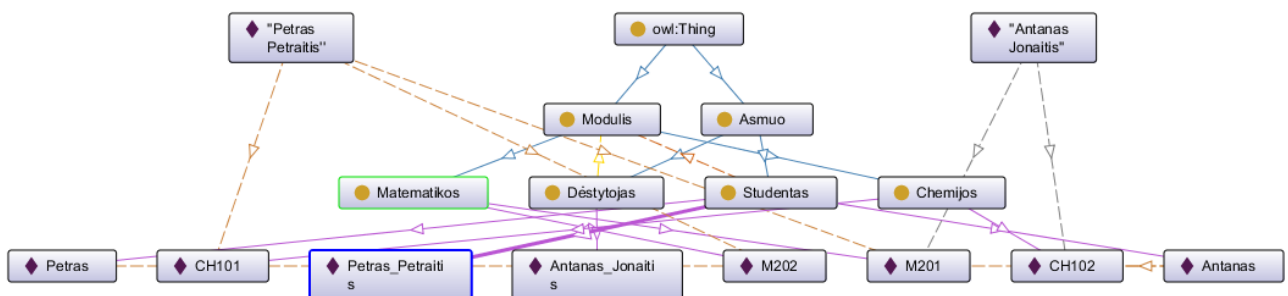 "Petras
Petraitis"
owl:Thing
"Antanas
Jonaitis"
Modulis
Asmuo
Matematikos
Dėstytojas
Studentas
Chemijos
Petras
CH101
Petras_Petraiti
s
Antanas_Jonaiti
s
M202
M201
CH102
Antanas